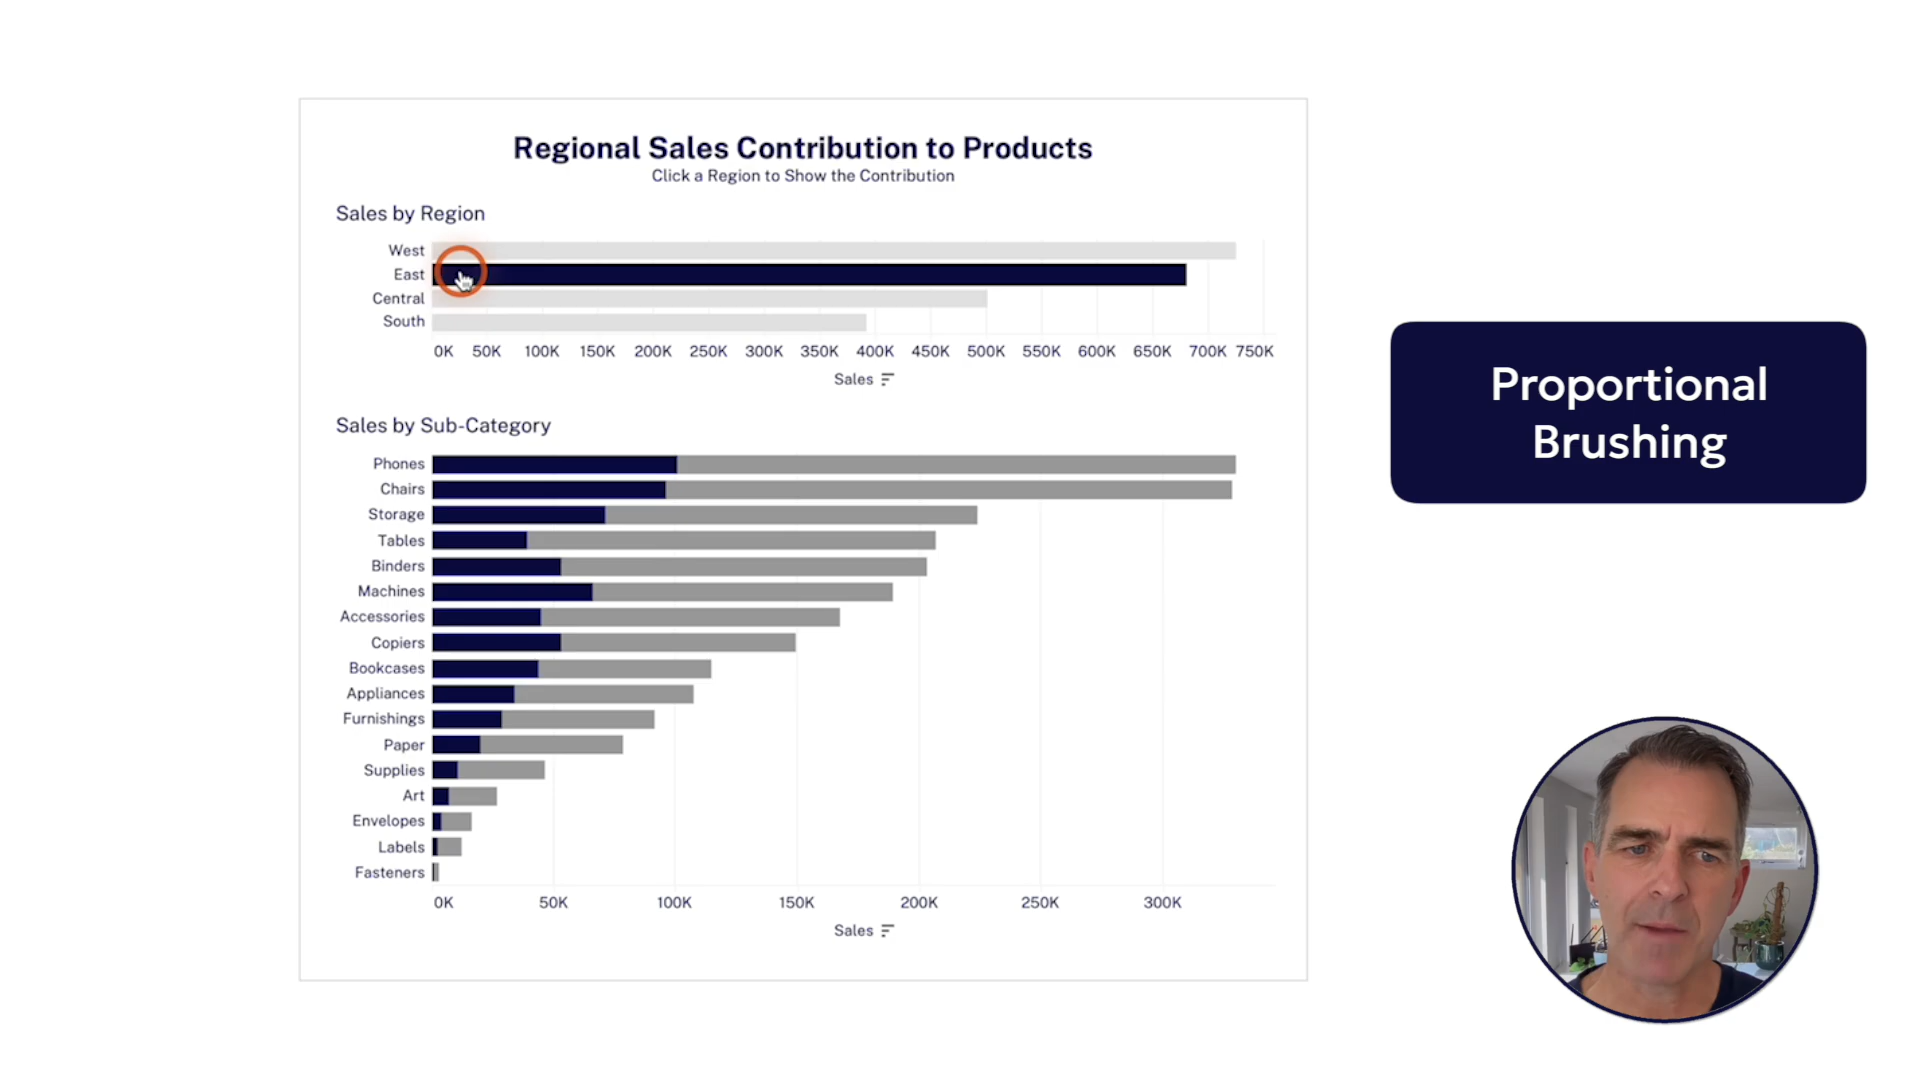 Regional Sales Contribution to Products
Click a Region to Show the Contribution
Sales by Region
West
East
Central
South
0K 50K 100K 150K 200K 250K 300K 350K 400K 450K 500K 550K 600K 650K 700K 750K
Sales
Sales by Sub-Category
Phones
Chairs
Storage
Tables
Binders
Machines
Accessories
Copiers
Bookcases
Appliances
Furnishings
Paper
Supplies
Art
Envelopes
Labels
Fasteners
0K 50K 100K 150K 200K 250K 300K
Sales
Proportional
Brushing